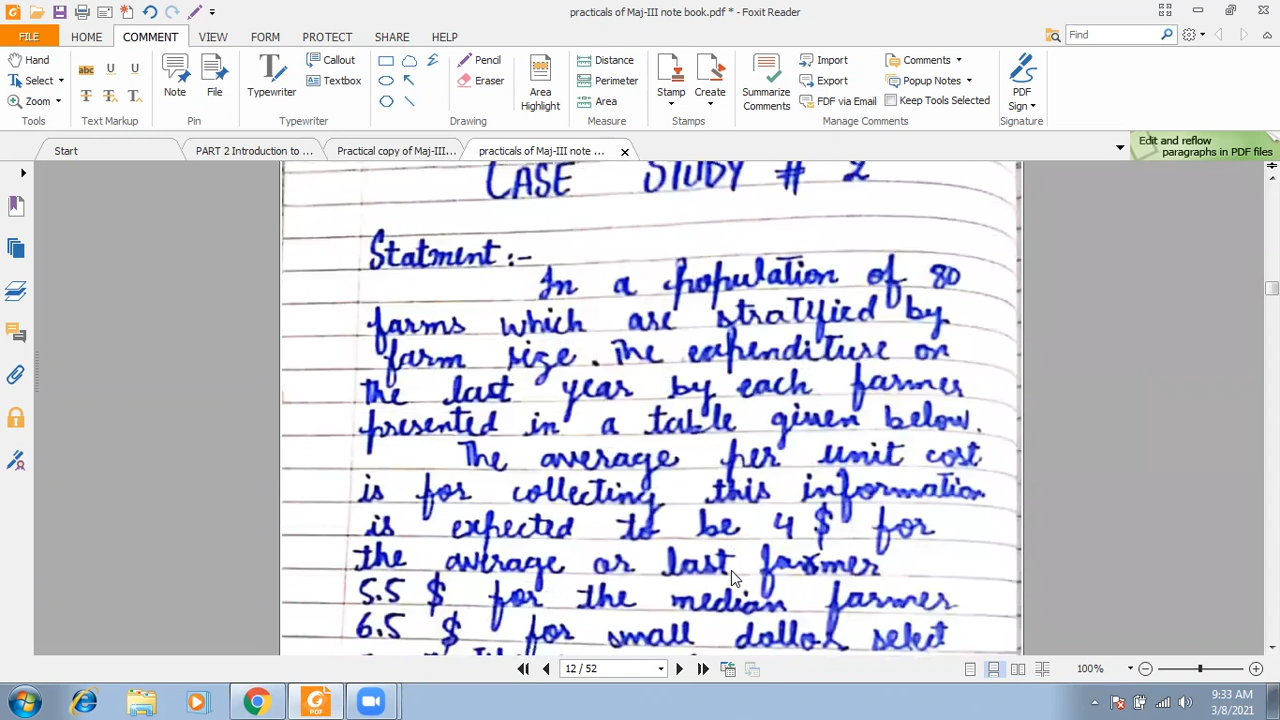 practicals of Maj-III note book.pdf * - Foxit Reader
FILE HOME COMMENT VIEW FORM PROTECT SHARE HELP Find
Hand Select Zoom Tools
Text Markup
Note File Pin
Typewriter Callout Textbox Typewriter
Pencil Eraser Area Highlight Drawing
Distance Perimeter Area Measure
Stamp Create Stamps
Summarize Comments Import Export FDF via Email Comments Popup Notes Keep Tools Selected Manage Comments
PDF Sign Signature
Start PART 2 Introduction to ... Practical copy of Maj-III... practicals of Maj-III note ...
Edit and reflow
paragraphs in PDF files
CASE STUDY # 2
Statment :-
In a population of 80
farms which are stratified by
farm size. The expenditure on
the last year by each farmer
presented in a table given below.
The average per unit cost
is for collecting this information
is expected to be 4 $ for
the average or last farmer
5.5 $ for the median farmer
6.5 $ for small dollar select
12 / 52 100%
9:33 AM
3/8/2021